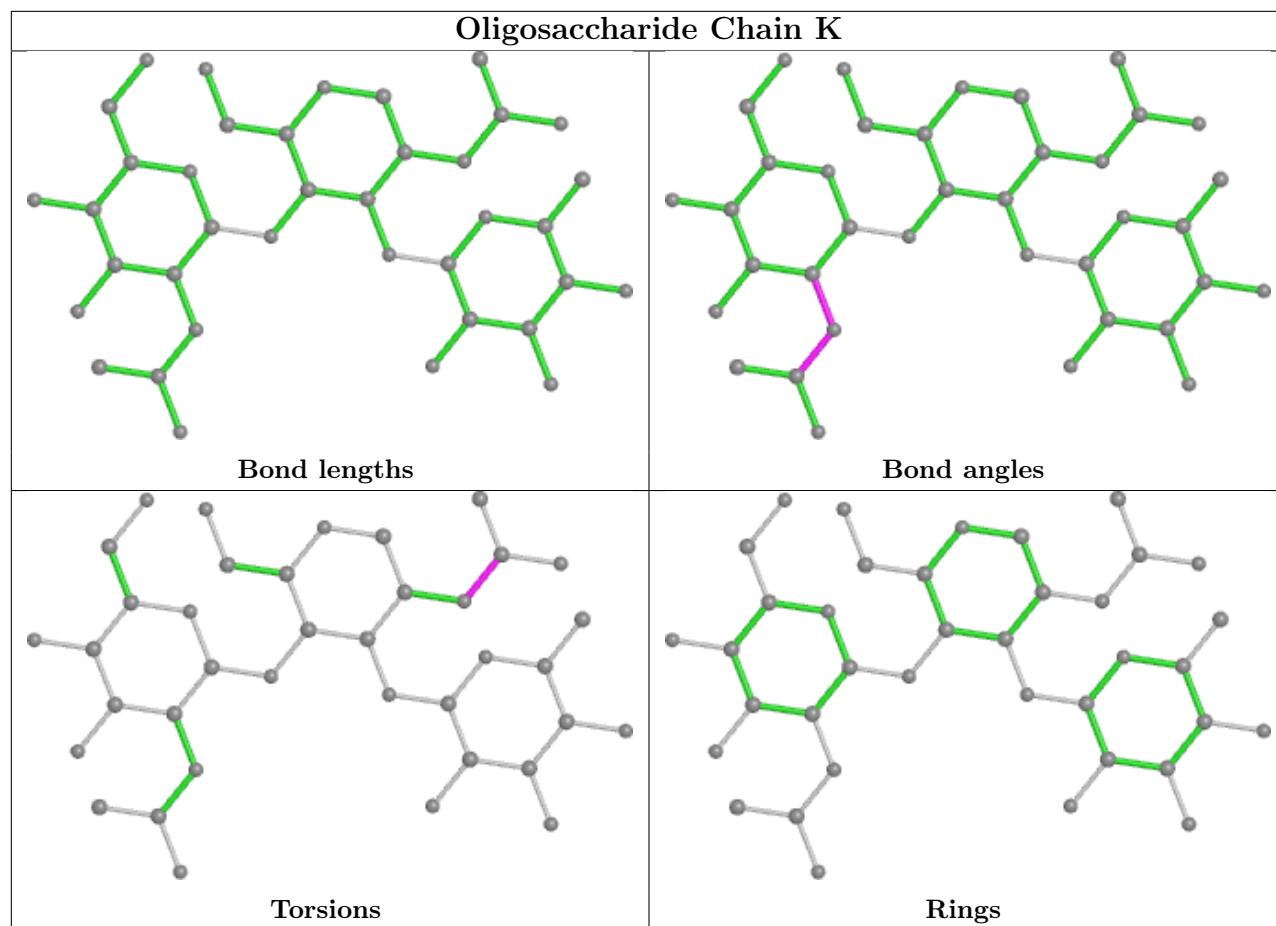 Oligosaccharide Chain K
Bond lengths
Bond angles
Torsions
Rings